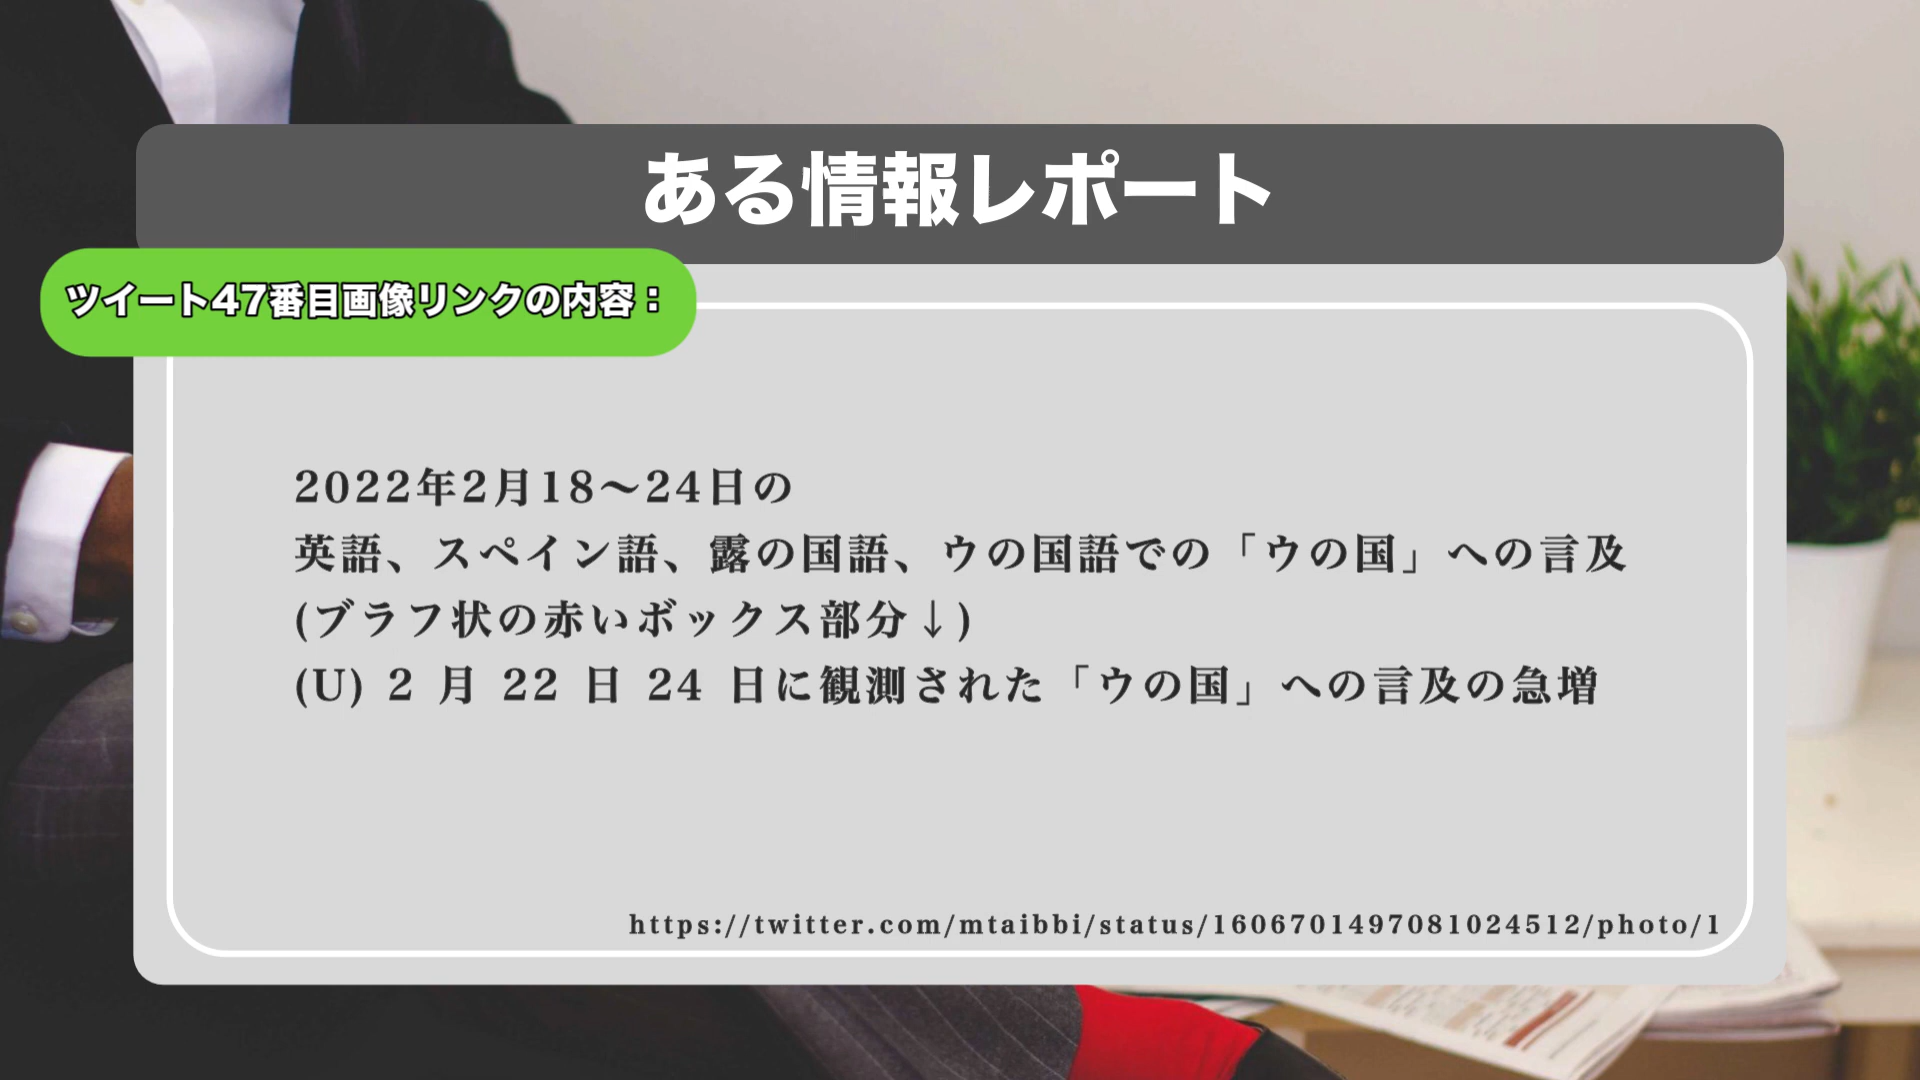 ある情報レポート
ツイート47番目画像リンクの内容：
2022年2月18〜24日の
英語、スペイン語、露の国語、ウの国語での「ウの国」への言及
(ブラフ状の赤いボックス部分↓)
(U) 2 月 22 日 24 日に観測された「ウの国」への言及の急増
https://twitter.com/mtaibbi/status/1606701497081024512/photo/1